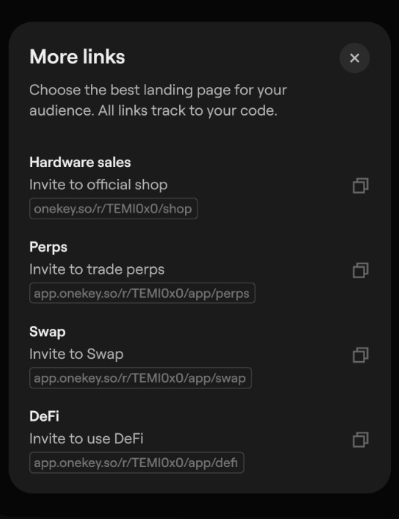 More links
Choose the best landing page for your
audience. All links track to your code.
Hardware sales
Invite to official shop
onekey.so/r/TEMI0x0/shop
Perps
Invite to trade perps
app.onekey.so/r/TEMI0x0/app/perps
Swap
Invite to Swap
app.onekey.so/r/TEMI0x0/app/swap
DeFi
Invite to use DeFi
app.onekey.so/r/TEMI0x0/app/defi